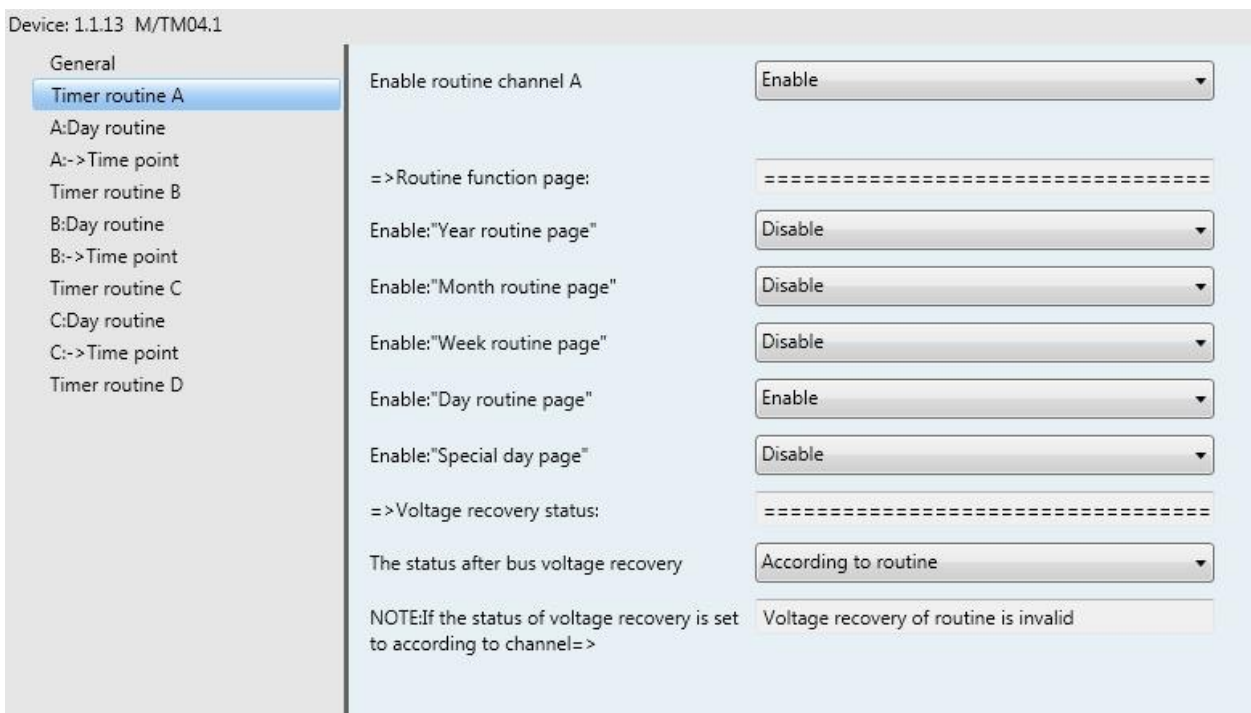 Device: 1.1.13 M/TM04.1
General
Timer routine A
A:Day routine
A:->Time point
Timer routine B
B:Day routine
B:->Time point
Timer routine C
C:Day routine
C:->Time point
Timer routine D
Enable routine channel A
Enable
=>Routine function page:
==================================
Enable:"Year routine page"
Disable
Enable:"Month routine page"
Disable
Enable:"Week routine page"
Disable
Enable:"Day routine page"
Enable
Enable:"Special day page"
Disable
=>Voltage recovery status:
==================================
The status after bus voltage recovery
According to routine
NOTE:If the status of voltage recovery is set
to according to channel=>
Voltage recovery of routine is invalid